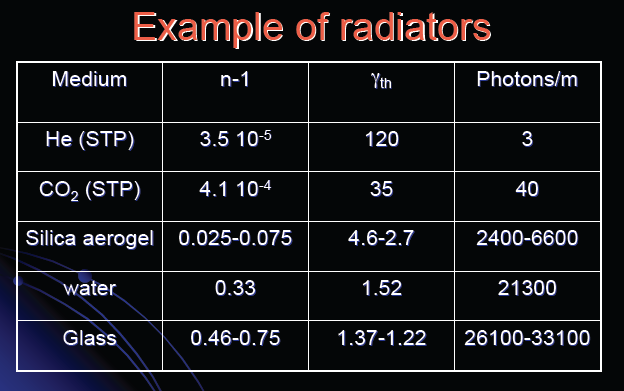 Example of radiators
Medium n-1 γth Photons/m
He (STP) 3.5 10-5 120 3
CO2 (STP) 4.1 10-4 35 40
Silica aerogel 0.025-0.075 4.6-2.7 2400-6600
water 0.33 1.52 21300
Glass 0.46-0.75 1.37-1.22 26100-33100